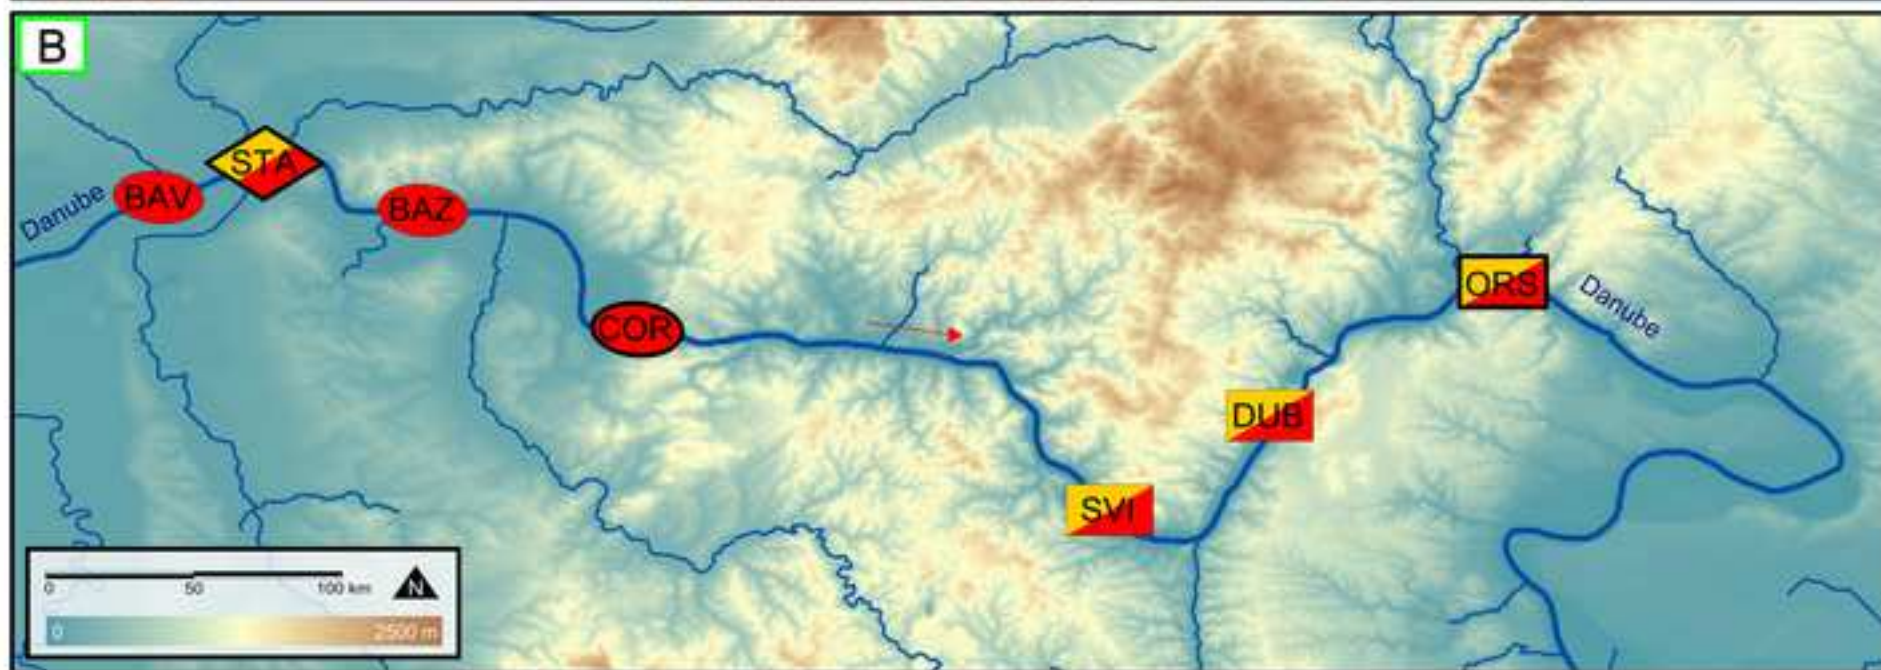 B
STA
BAV
Danube
BAZ
COR
ORS
Danube
DUB
SVI
0 50 100 km
N
0 2500 m